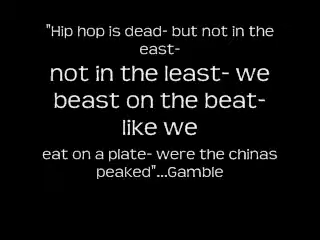 "Hip hop is dead- but not in the
east-
not in the least- we
beast on the beat-
like we
eat on a plate- were the chinas
peaked"...Gamble